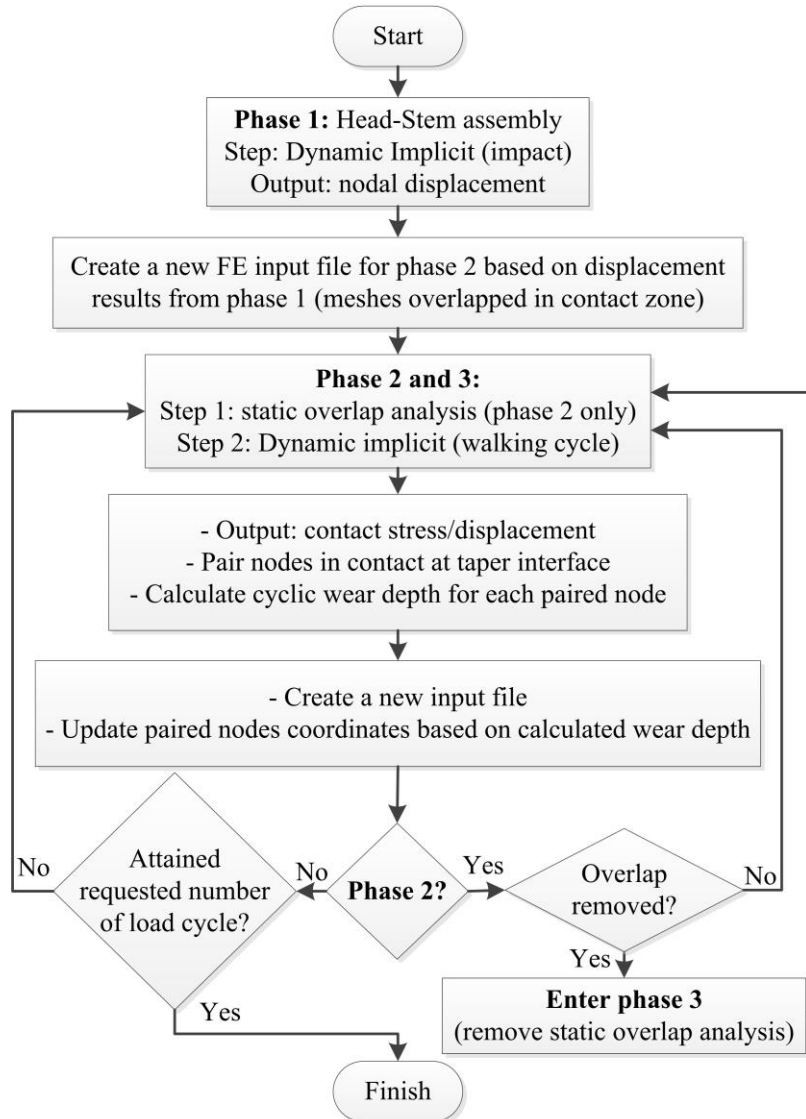 Start
Phase 1: Head-Stem assembly
Step: Dynamic Implicit (impact)
Output: nodal displacement
Create a new FE input file for phase 2 based on displacement
results from phase 1 (meshes overlapped in contact zone)
Phase 2 and 3:
Step 1: static overlap analysis (phase 2 only)
Step 2: Dynamic implicit (walking cycle)
- Output: contact stress/displacement
- Pair nodes in contact at taper interface
- Calculate cyclic wear depth for each paired node
- Create a new input file
- Update paired nodes coordinates based on calculated wear depth
No
Attained
requested number
of load cycle?
No
Phase 2?
Yes
Overlap
removed?
No
Yes
Yes
Enter phase 3
(remove static overlap analysis)
Finish